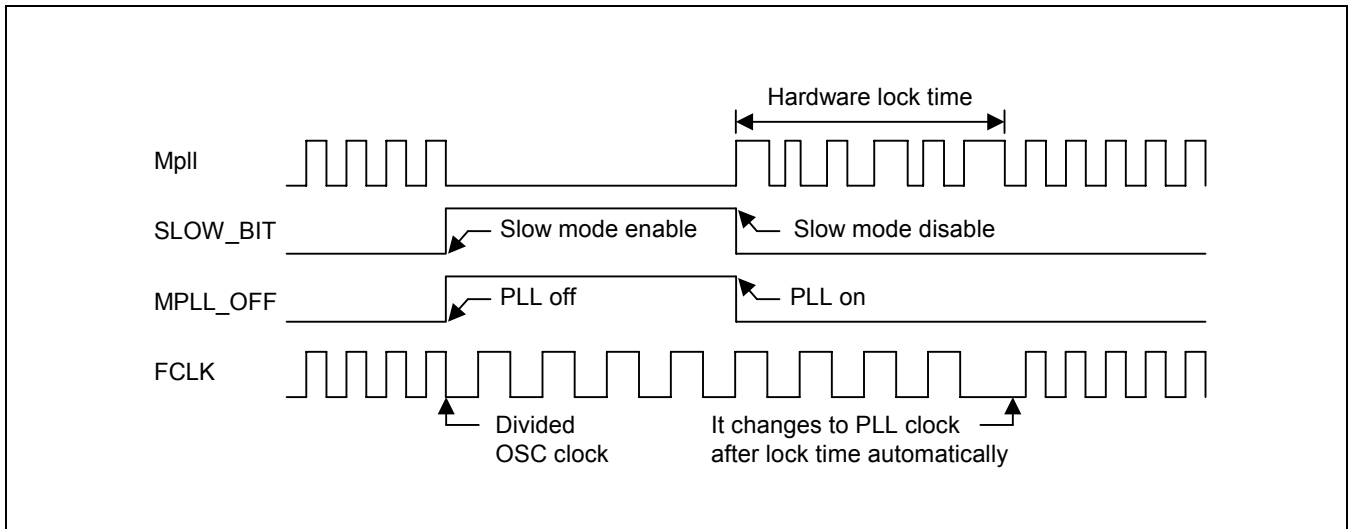 Hardware lock time
Mpll
SLOW_BIT
Slow mode enable
Slow mode disable
MPLL_OFF
PLL off
PLL on
FCLK
Divided
OSC clock
It changes to PLL clock
after lock time automatically